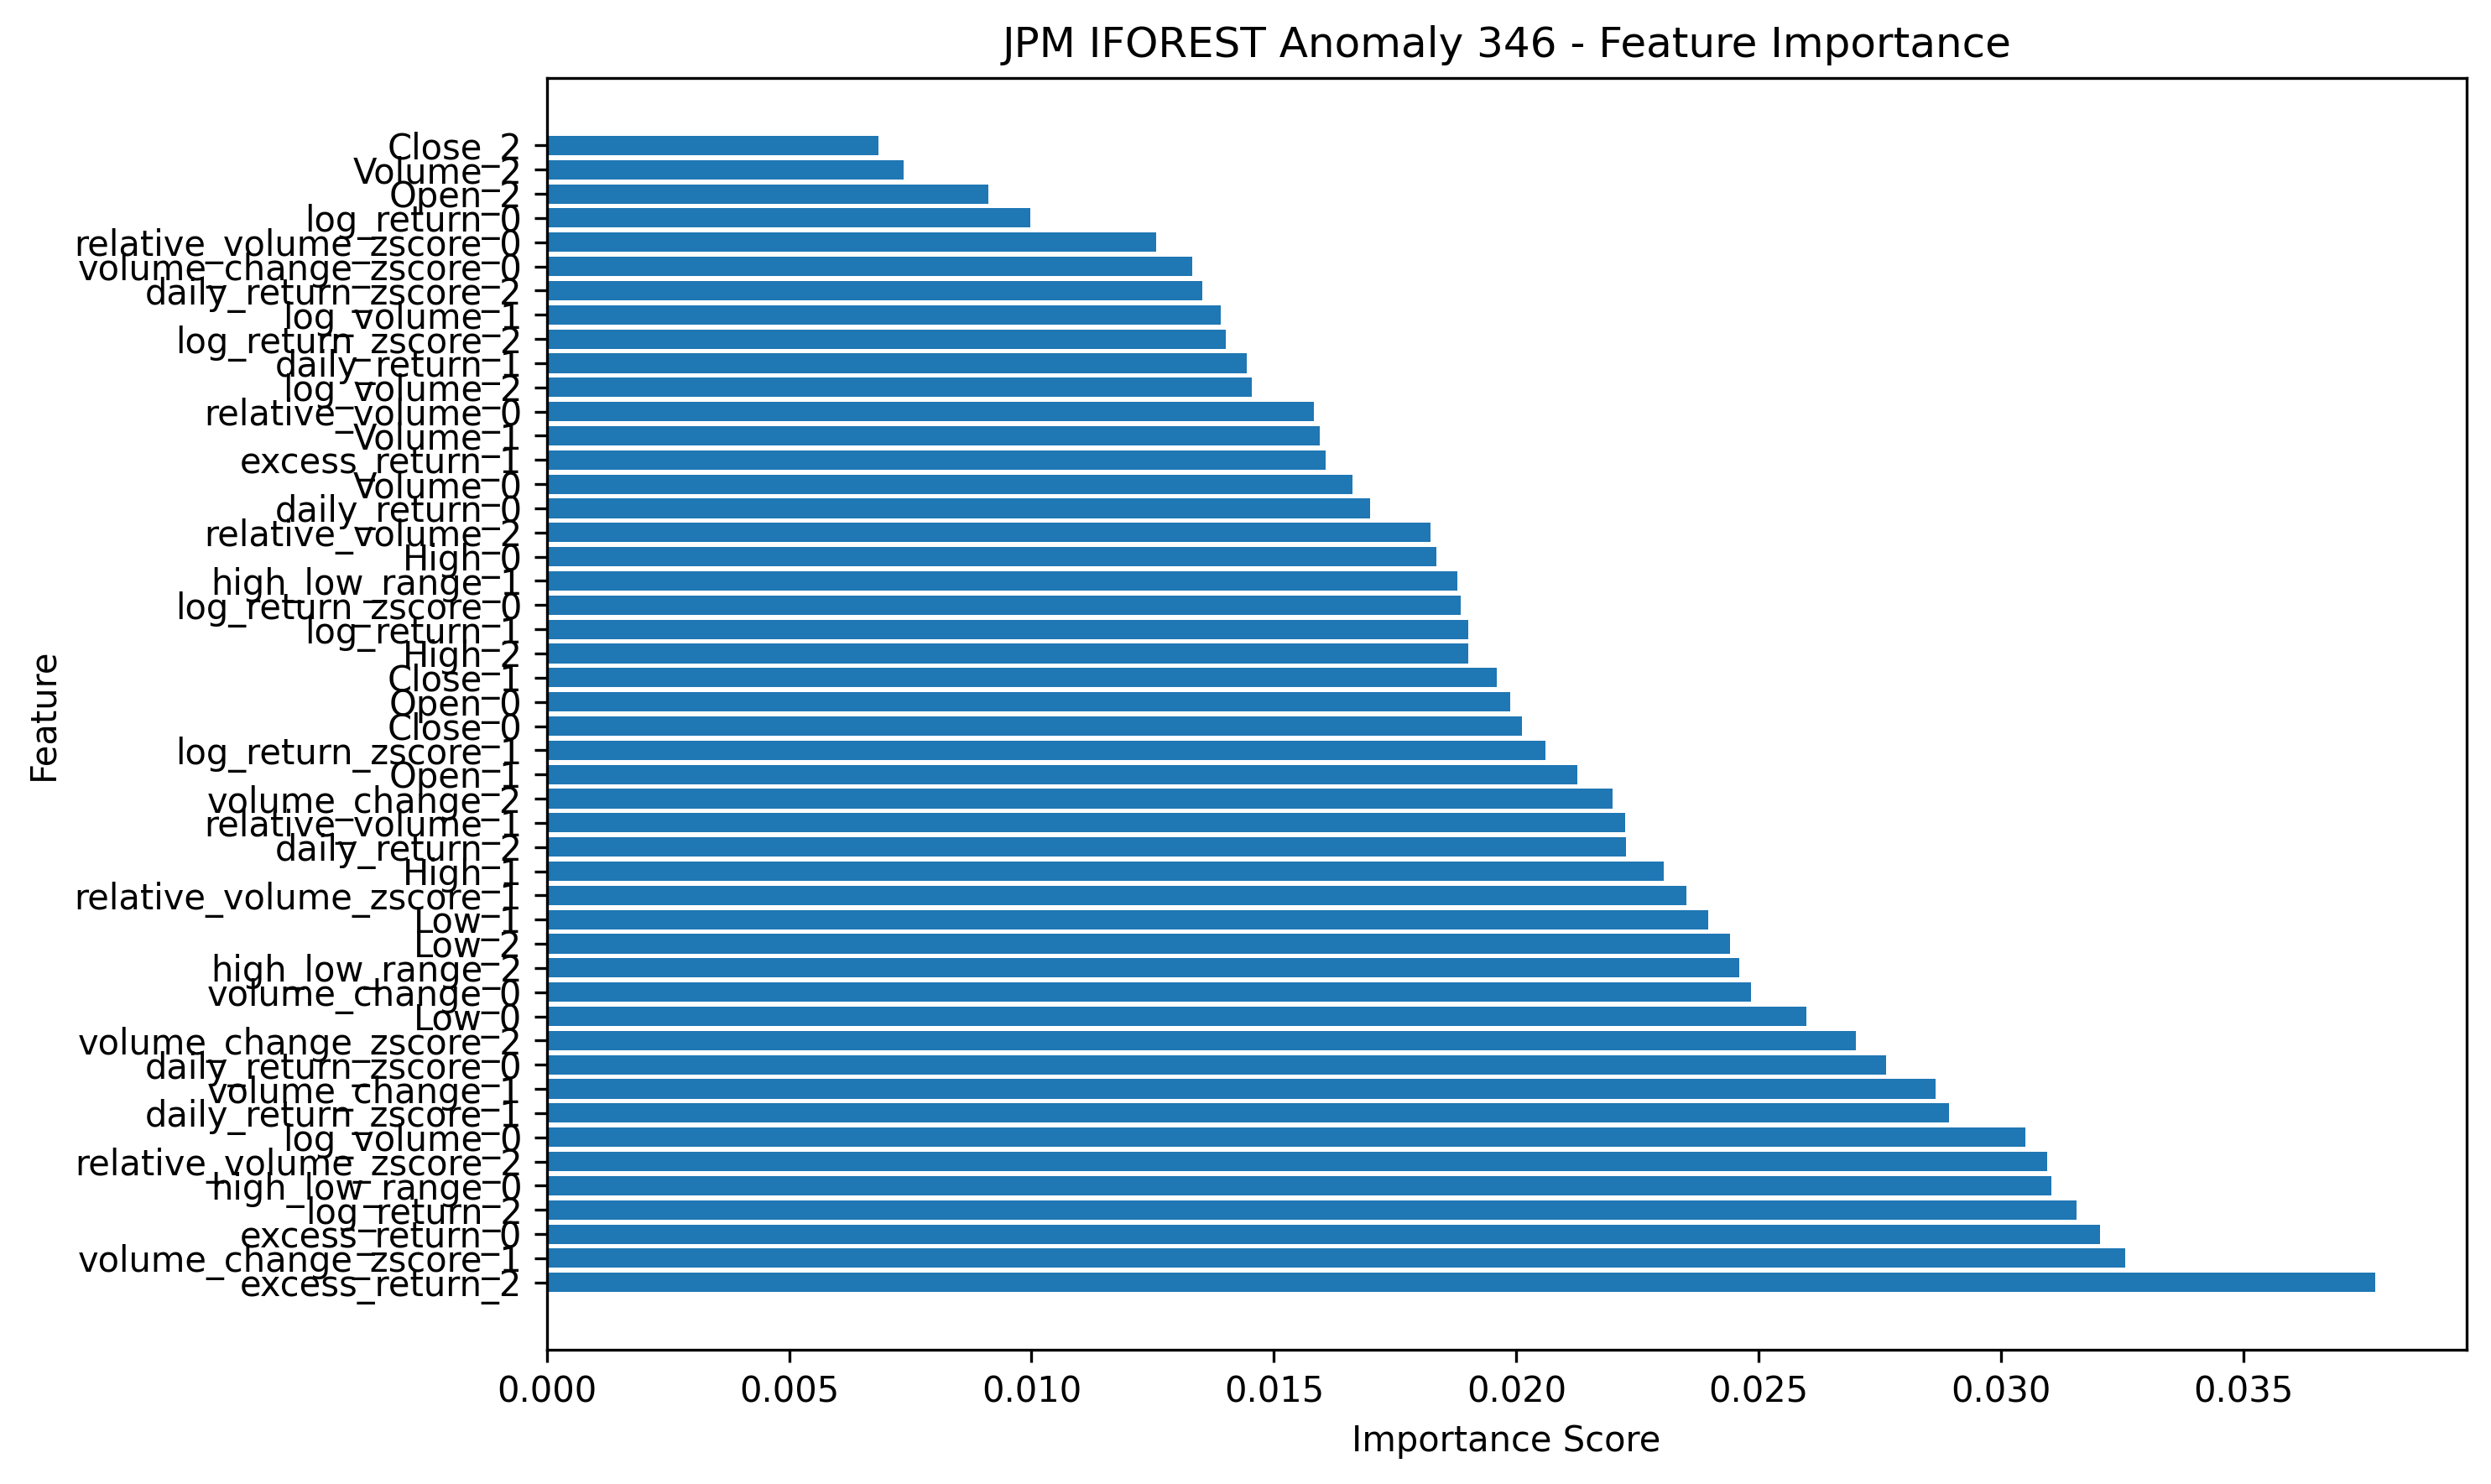 JPM IFOREST Anomaly 346 - Feature Importance
Close_2
Volume_2
Open_2
log_return_0
relative_volume_zscore_0
volume_change_zscore_0
daily_return_zscore_2
log_volume_1
log_return_zscore_2
daily_return_1
log_volume_2
relative_volume_0
Volume_1
excess_return_1
Volume_0
daily_return_0
relative_volume_2
High_0
high_low_range_1
log_return_zscore_0
log_return_1
High_2
Close_1
Open_0
Close_0
log_return_zscore_1
Open_1
volume_change_2
relative_volume_1
daily_return_2
High_1
relative_volume_zscore_1
Low_1
Low_2
high_low_range_2
volume_change_0
Low_0
volume_change_zscore_2
daily_return_zscore_0
volume_change_1
daily_return_zscore_1
log_volume_0
relative_volume_zscore_2
high_low_range_0
log_return_2
excess_return_0
volume_change_zscore_1
excess_return_2
Feature
0.000 0.005 0.010 0.015 0.020 0.025 0.030 0.035
Importance Score